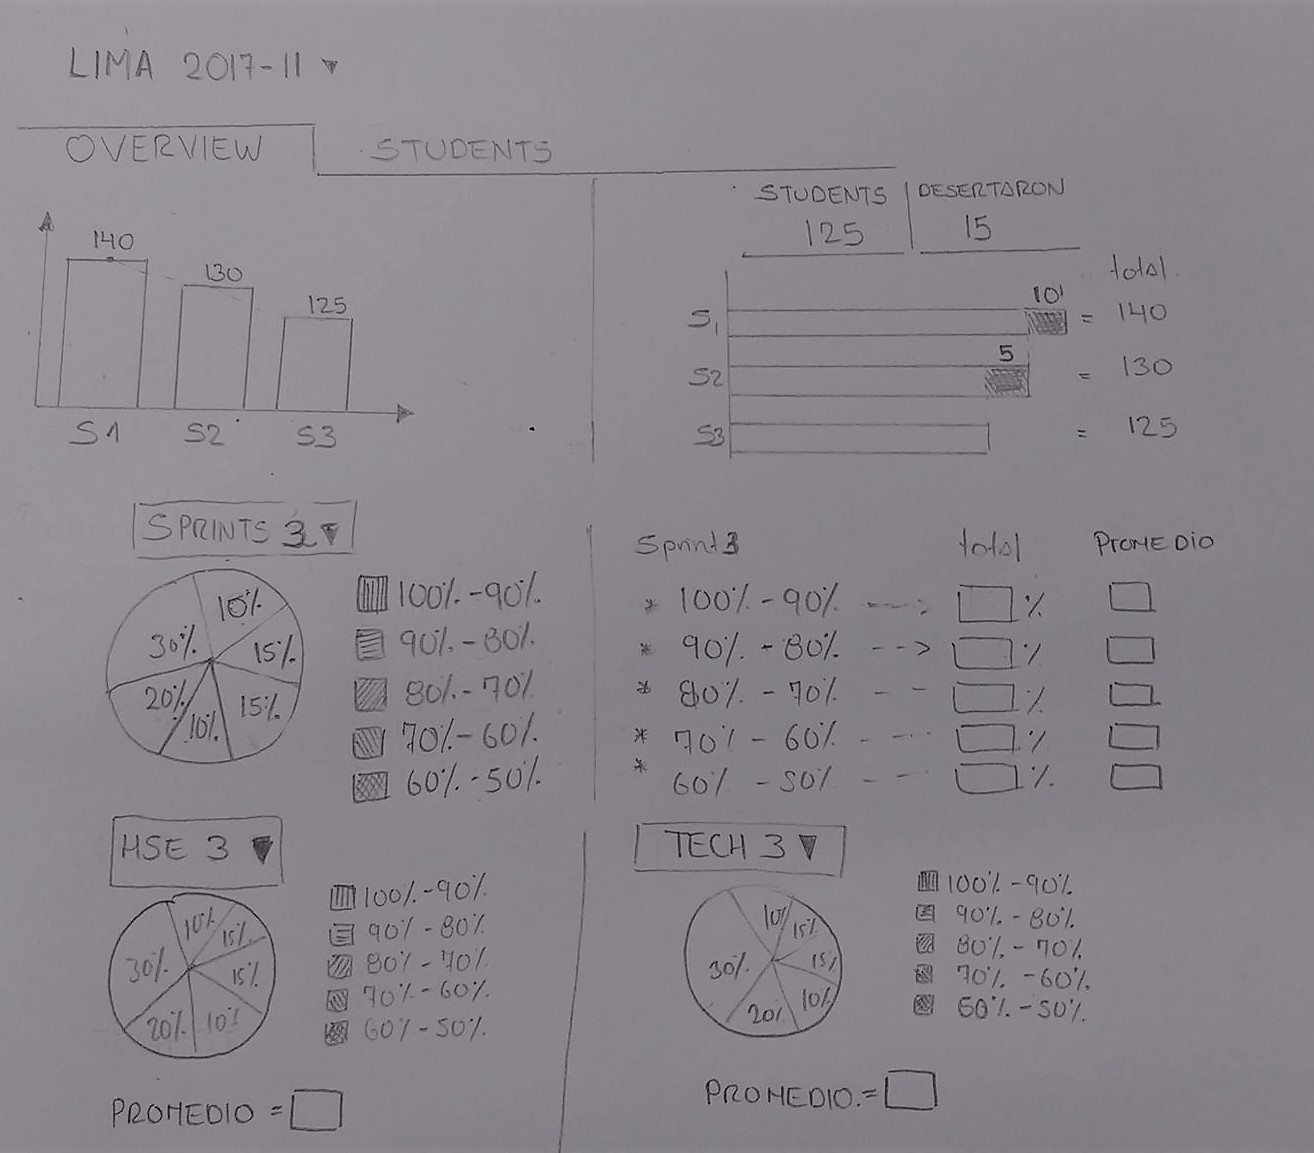 LIMA 2017-11 ▾
OVERVIEW STUDENTS
140
130
125
S1 S2 S3
STUDENTS DESERTARON
125 15
total
10
S1 = 140
5
S2 = 130
S3 = 125
SPRINTS 3 ▼
10%
15%
15%
10%
20%
30%
100%-90%
90%-80%
80%-70%
70%-60%
60%-50%
Sprint 3 total PROMEDIO
* 100% - 90% ---> %
* 90% - 80% --> %
* 80% - 70% -- %
* 70% - 60% --- %
* 60% - 50% --- %
HSE 3 ▼
10%
15%
15%
10%
20%
30%
100%-90%
90%-80%
80%-70%
70%-60%
60%-50%
PROMEDIO =
TECH 3 ▼
10%
15%
15%
10%
20%
30%
100%-90%
90%-80%
80%-70%
70%-60%
60%-50%
PROMEDIO.=